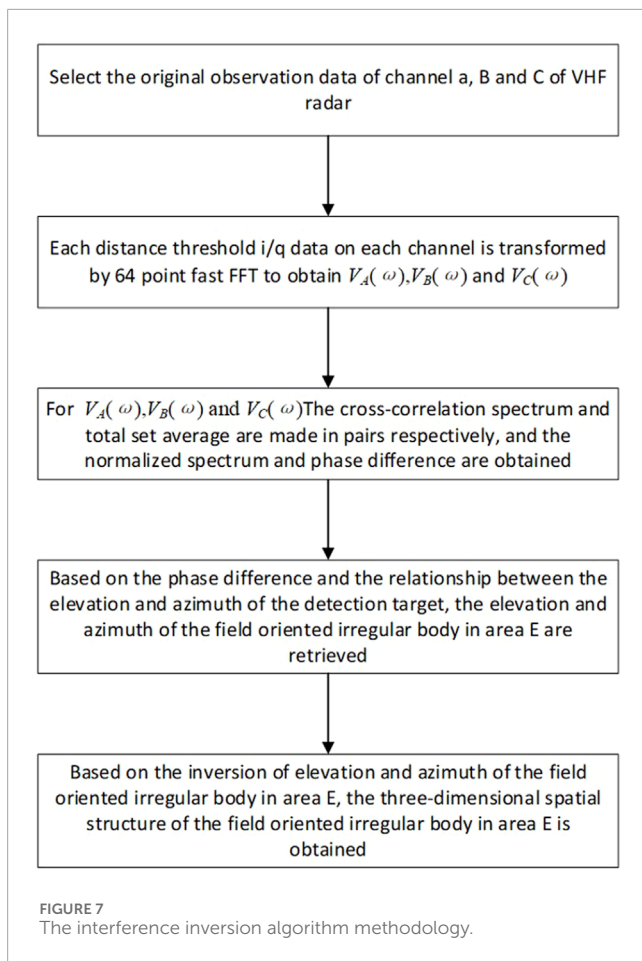 Select the original observation data of channel a, B and C of VHF
radar
Each distance threshold i/q data on each channel is transformed
by 64 point fast FFT to obtain V_A( ω),V_B( ω) and V_C( ω)
For V_A( ω),V_B( ω) and V_C( ω)The cross-correlation spectrum and
total set average are made in pairs respectively, and the
normalized spectrum and phase difference are obtained
Based on the phase difference and the relationship between the
elevation and azimuth of the detection target, the elevation and
azimuth of the field oriented irregular body in area E are
retrieved
Based on the inversion of elevation and azimuth of the field
oriented irregular body in area E, the three-dimensional spatial
structure of the field oriented irregular body in area E is
obtained
FIGURE 7
The interference inversion algorithm methodology.